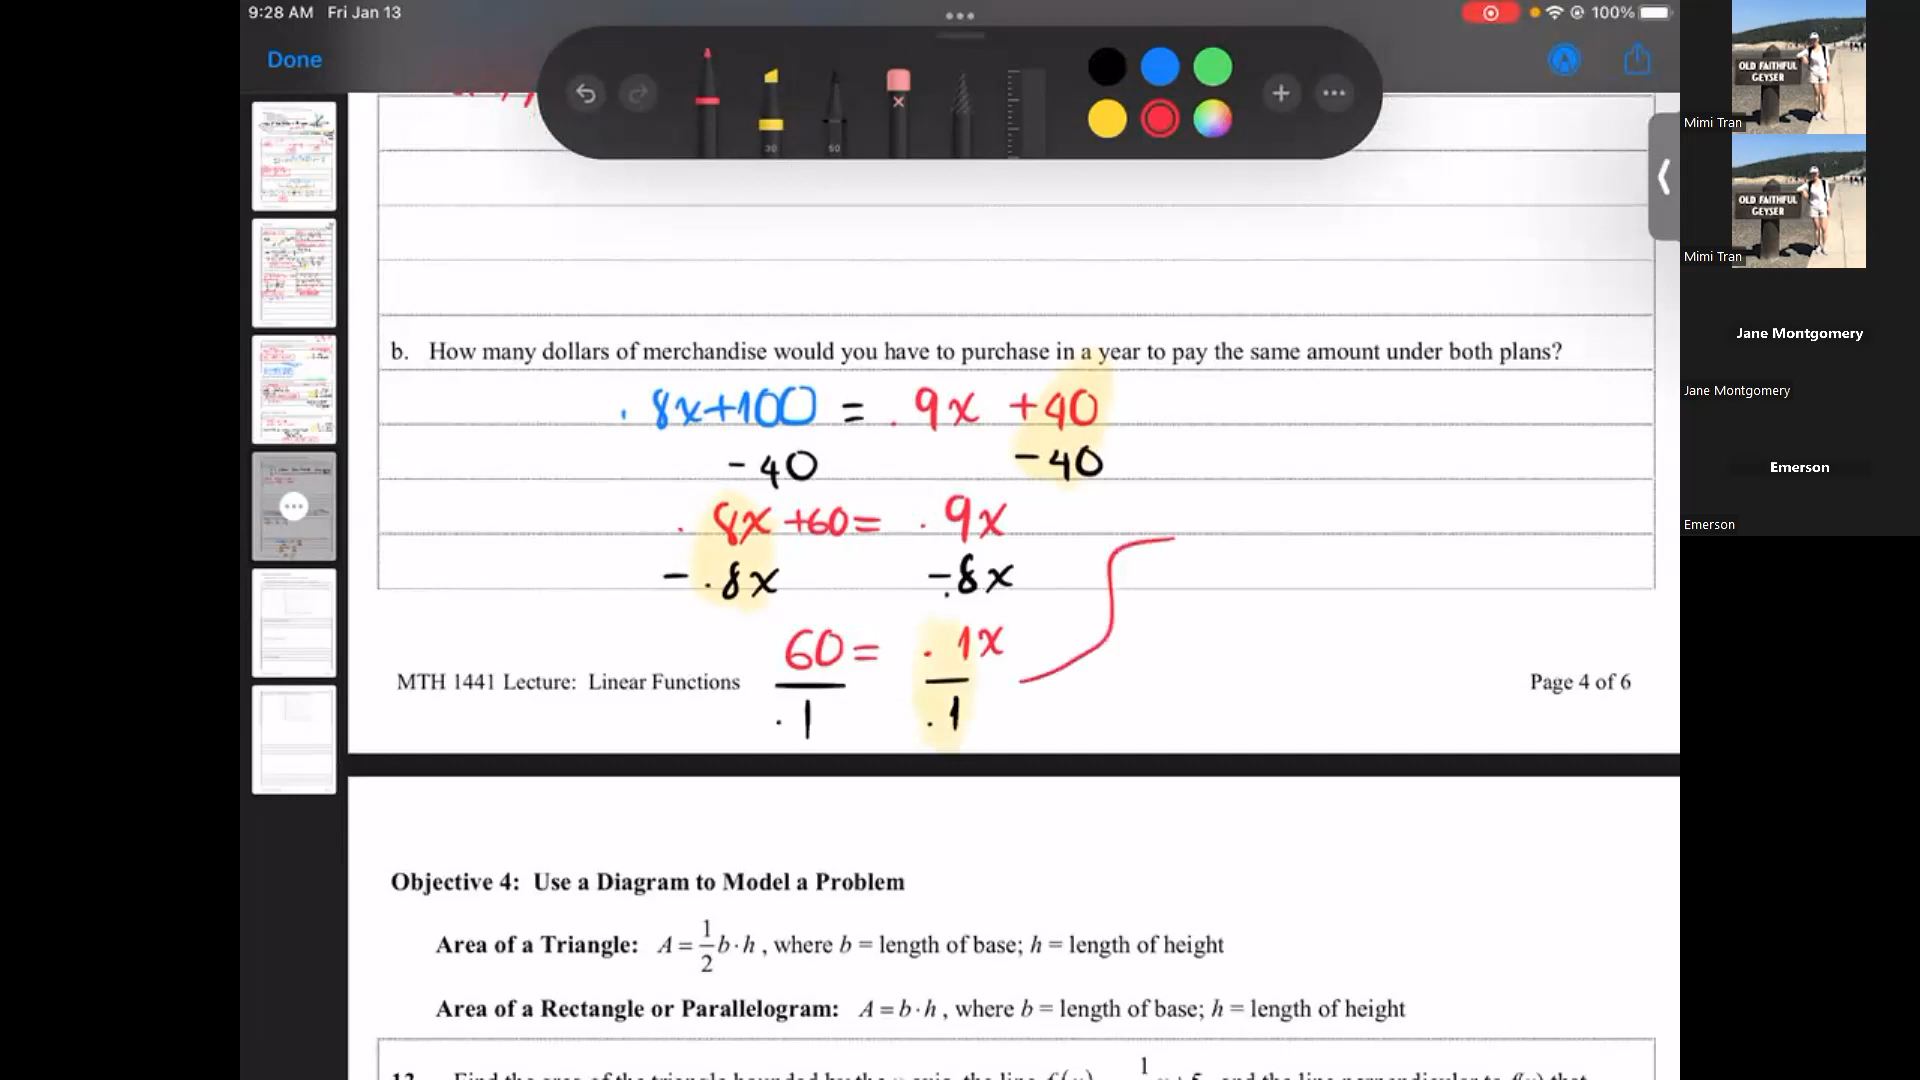 9:28 AM Fri Jan 13
100%
Done
30
50
OLD FAITHFUL
GEYSER
Mimi Tran
OLD FAITHFUL
GEYSER
Mimi Tran
Jane Montgomery
Jane Montgomery
Emerson
Emerson
b. How many dollars of merchandise would you have to purchase in a year to pay the same amount under both plans?
.8x+100 = .9x +40
-40 -40
.8x +60 = .9x
-.8x -.8x
60 = .1x
.1 .1
MTH 1441 Lecture: Linear Functions
Page 4 of 6
Objective 4: Use a Diagram to Model a Problem
Area of a Triangle: A = 1/2 b · h , where b = length of base; h = length of height
Area of a Rectangle or Parallelogram: A = b · h , where b = length of base; h = length of height